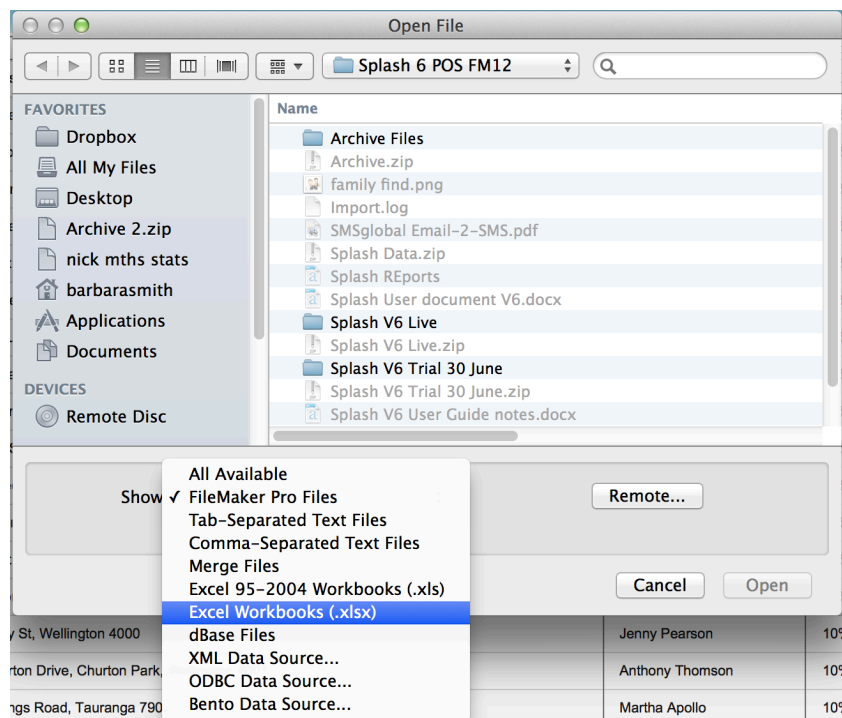 Open File
Splash 6 POS FM12
FAVORITES
Dropbox
All My Files
Desktop
Archive 2.zip
nick mths stats
barbarasmith
Applications
Documents
DEVICES
Remote Disc
Name
Archive Files
Archive.zip
family find.png
Import.log
SMSglobal Email-2-SMS.pdf
Splash Data.zip
Splash REports
Splash User document V6.docx
Splash V6 Live
Splash V6 Live.zip
Splash V6 Trial 30 June
Splash V6 Trial 30 June.zip
Splash V6 User Guide notes.docx
Show
All Available
✓ FileMaker Pro Files
Tab-Separated Text Files
Comma-Separated Text Files
Merge Files
Excel 95-2004 Workbooks (.xls)
Excel Workbooks (.xlsx)
dBase Files
XML Data Source...
ODBC Data Source...
Bento Data Source...
Remote...
Cancel
Open
y St, Wellington 4000 Jenny Pearson 10%
rton Drive, Churton Park, Anthony Thomson 10%
ngs Road, Tauranga 790 Martha Apollo 10%